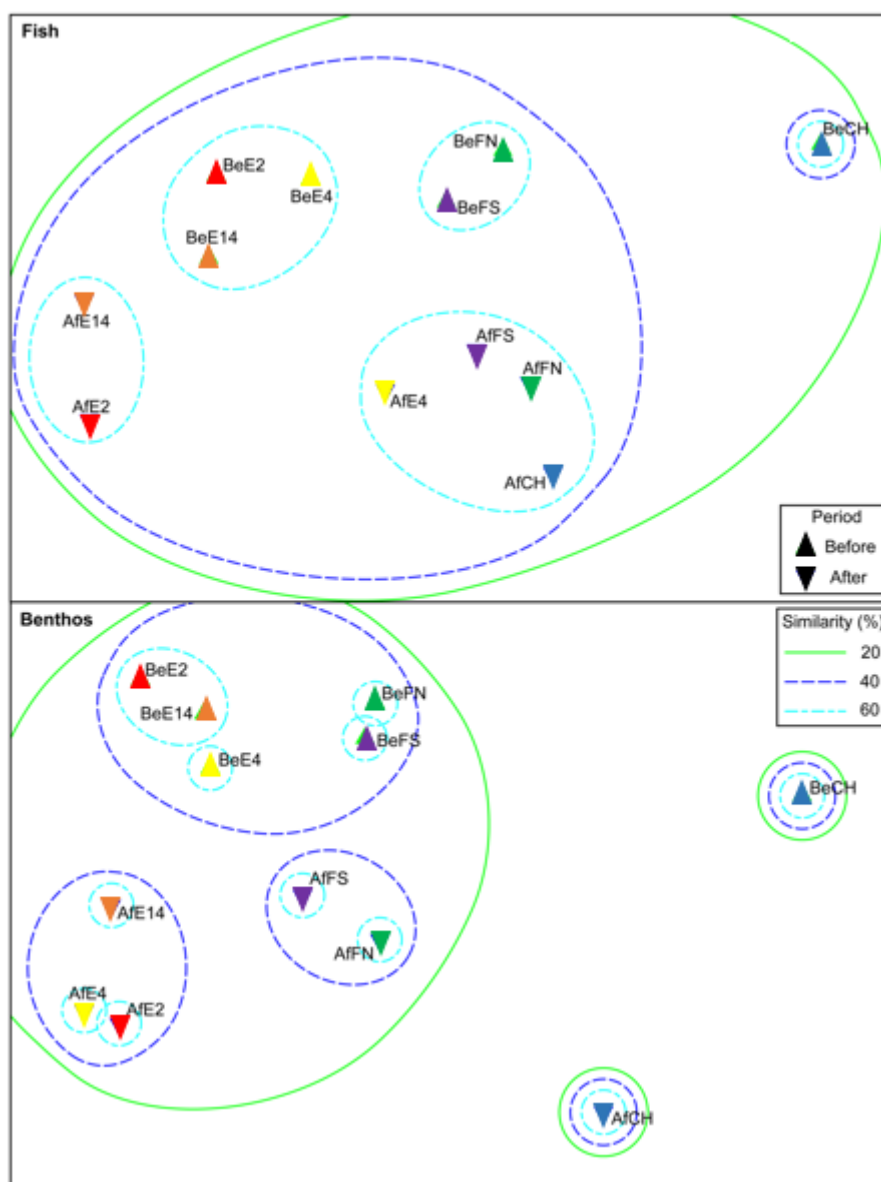 Fish
BeCH
BeFN
BeE2
BeE4
BeFS
BeE14
AfE14
AfFS
AfFN
AfE4
AfE2
AfCH
Period
Before
After
Benthos
Similarity (%)
20
40
60
BeE2
BeFN
BeE14
BeFS
BeE4
BeCH
AfFS
AfE14
AfFN
AfE4
AfE2
AfCH